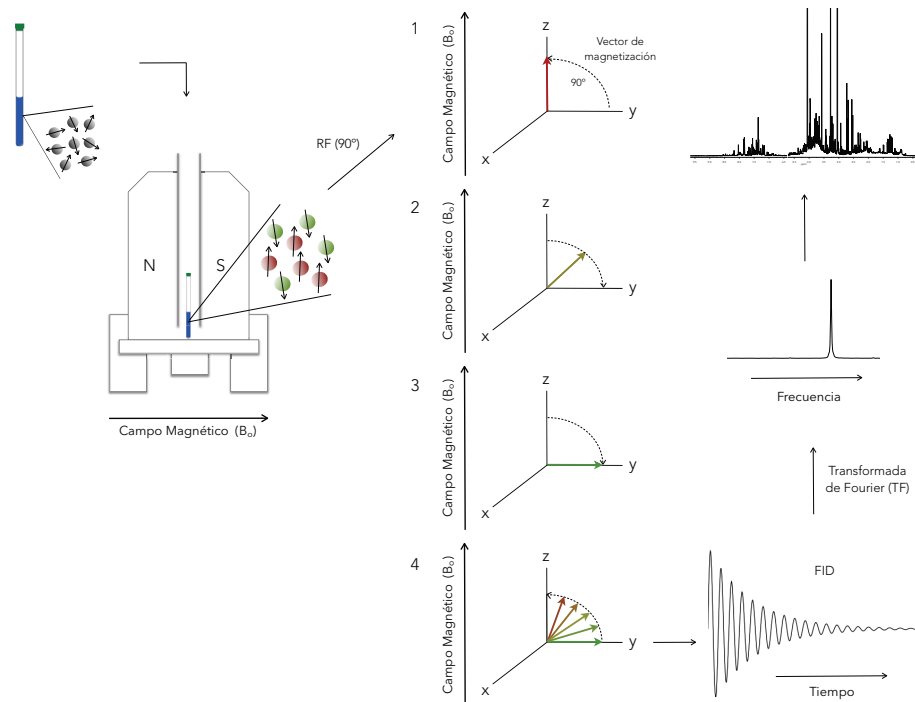 RF (90º)
N
S
Campo Magnético (Bₒ)
1
Campo Magnético (Bₒ)
z
Vector de
magnetización
90º
y
x
2
Campo Magnético (Bₒ)
z
y
x
3
Campo Magnético (Bₒ)
z
y
x
4
Campo Magnético (Bₒ)
z
y
x
Frecuencia
Transformada
de Fourier (TF)
FID
Tiempo